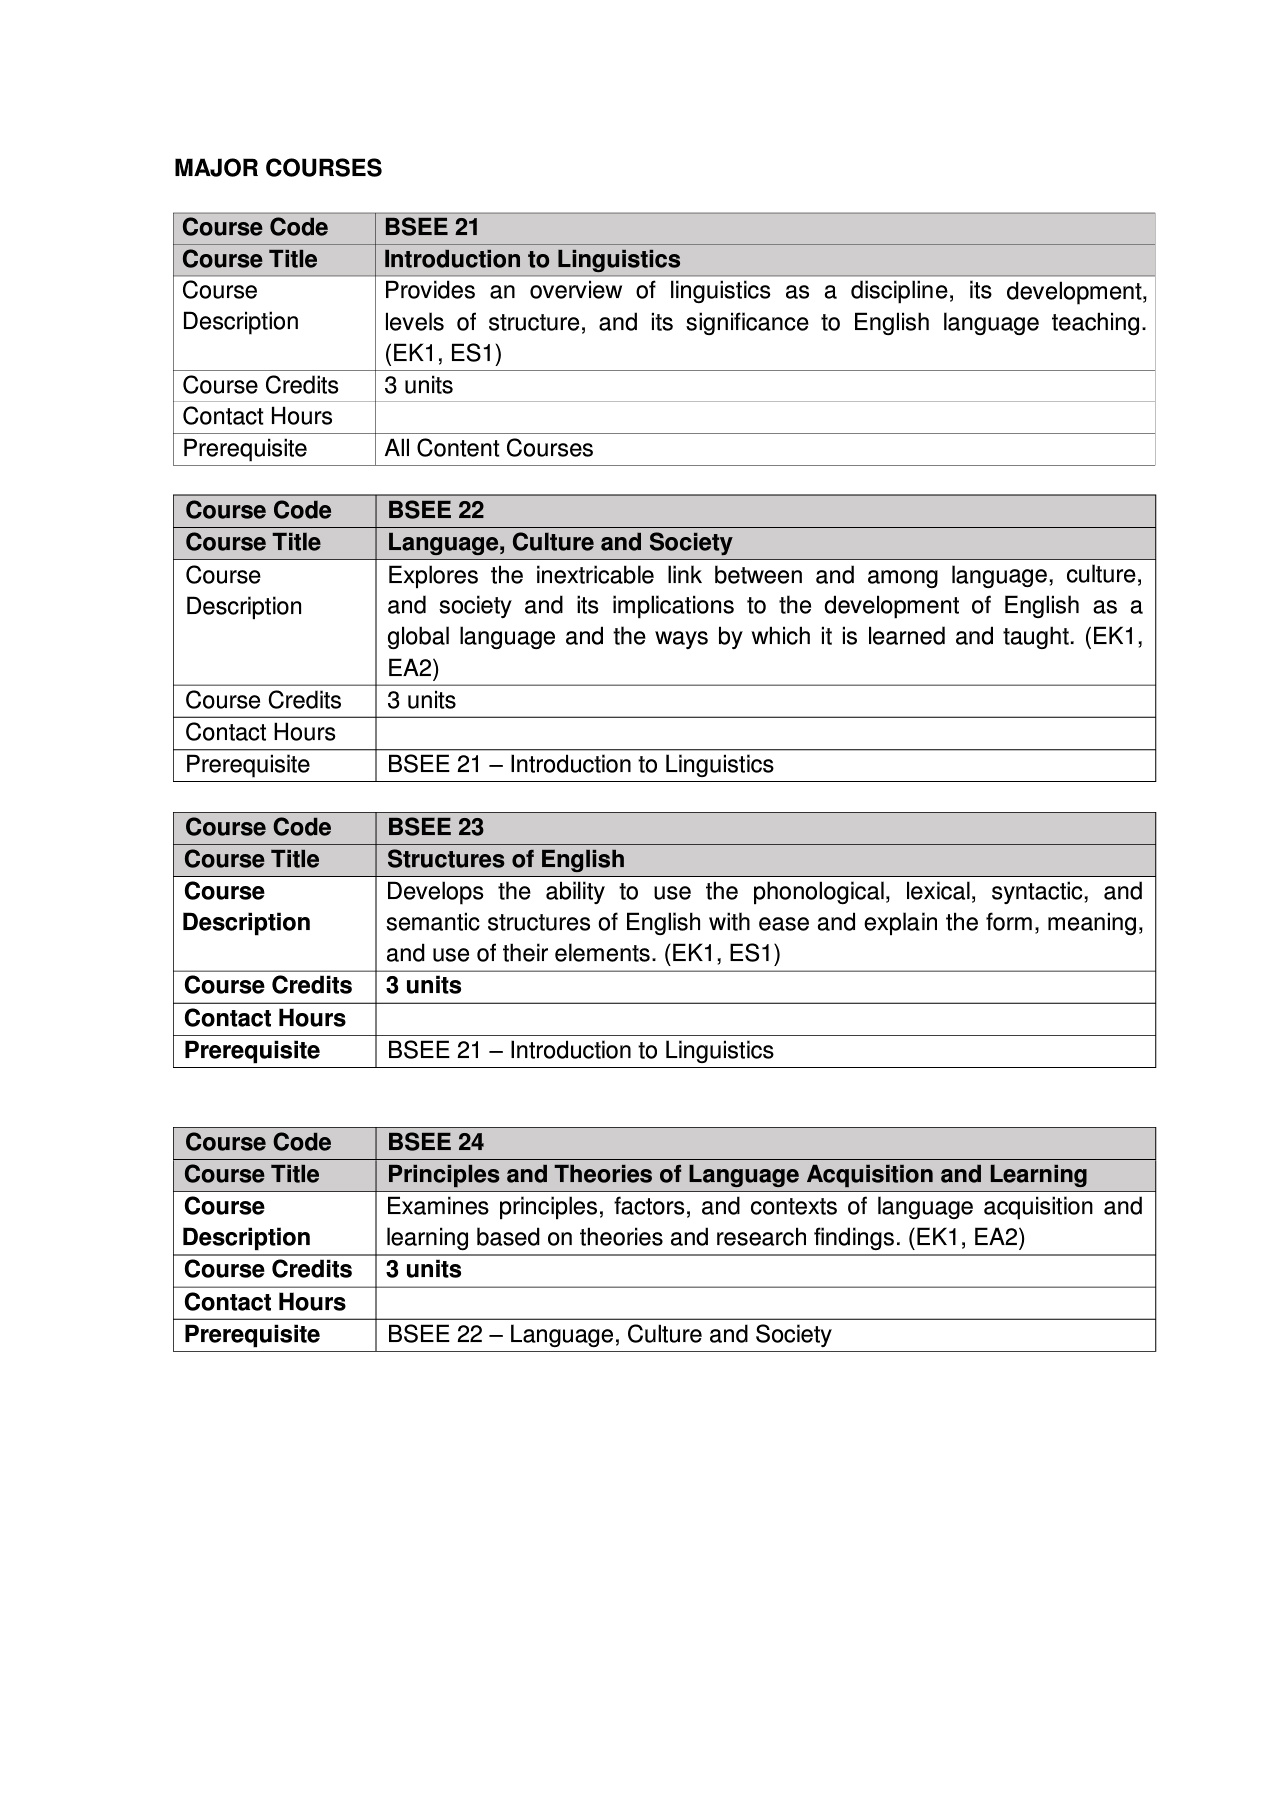 MAJOR COURSES
Course Code BSEE 21
Course Title Introduction to Linguistics
Course Provides an overview of linguistics as a discipline, its development,
Description levels of structure, and its significance to English language teaching.
(EK1, ES1)
Course Credits 3 units
Contact Hours
Prerequisite All Content Courses
Course Code BSEE 22
Course Title Language, Culture and Society
Course Explores the inextricable link between and among language, culture,
Description and society and its implications to the development of English as a
global language and the ways by which it is learned and taught. (EK1,
EA2)
Course Credits 3 units
Contact Hours
Prerequisite BSEE 21 – Introduction to Linguistics
Course Code BSEE 23
Course Title Structures of English
Course Develops the ability to use the phonological, lexical, syntactic, and
Description semantic structures of English with ease and explain the form, meaning,
and use of their elements. (EK1, ES1)
Course Credits 3 units
Contact Hours
Prerequisite BSEE 21 – Introduction to Linguistics
Course Code BSEE 24
Course Title Principles and Theories of Language Acquisition and Learning
Course Examines principles, factors, and contexts of language acquisition and
Description learning based on theories and research findings. (EK1, EA2)
Course Credits 3 units
Contact Hours
Prerequisite BSEE 22 – Language, Culture and Society